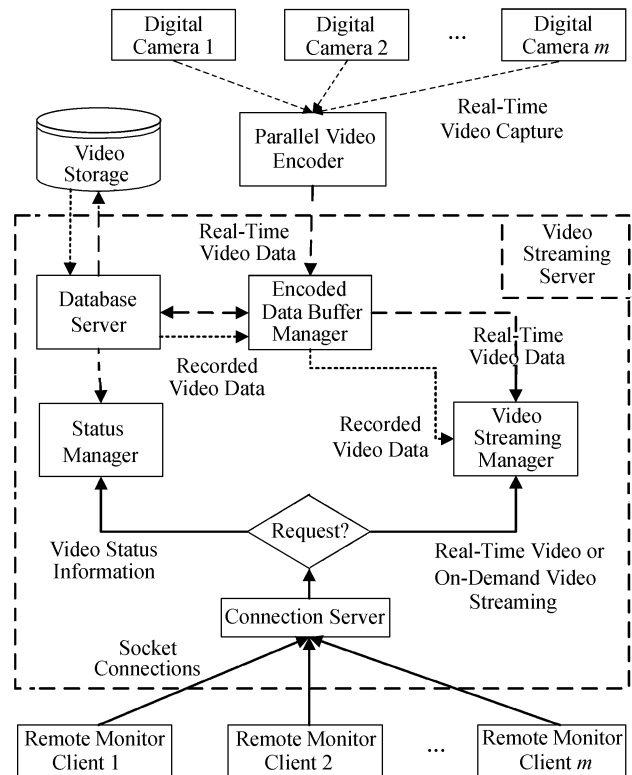 Digital
Camera 1
Digital
Camera 2
...
Digital
Camera m
Real-Time
Video Capture
Parallel Video
Encoder
Video
Storage
Real-Time
Video Data
Video
Streaming
Server
Database
Server
Encoded
Data Buffer
Manager
Real-Time
Video Data
Recorded
Video Data
Status
Manager
Recorded
Video Data
Video
Streaming
Manager
Request?
Video Status
Information
Real-Time Video or
On-Demand Video
Streaming
Connection Server
Socket
Connections
Remote Monitor
Client 1
Remote Monitor
Client 2
...
Remote Monitor
Client m